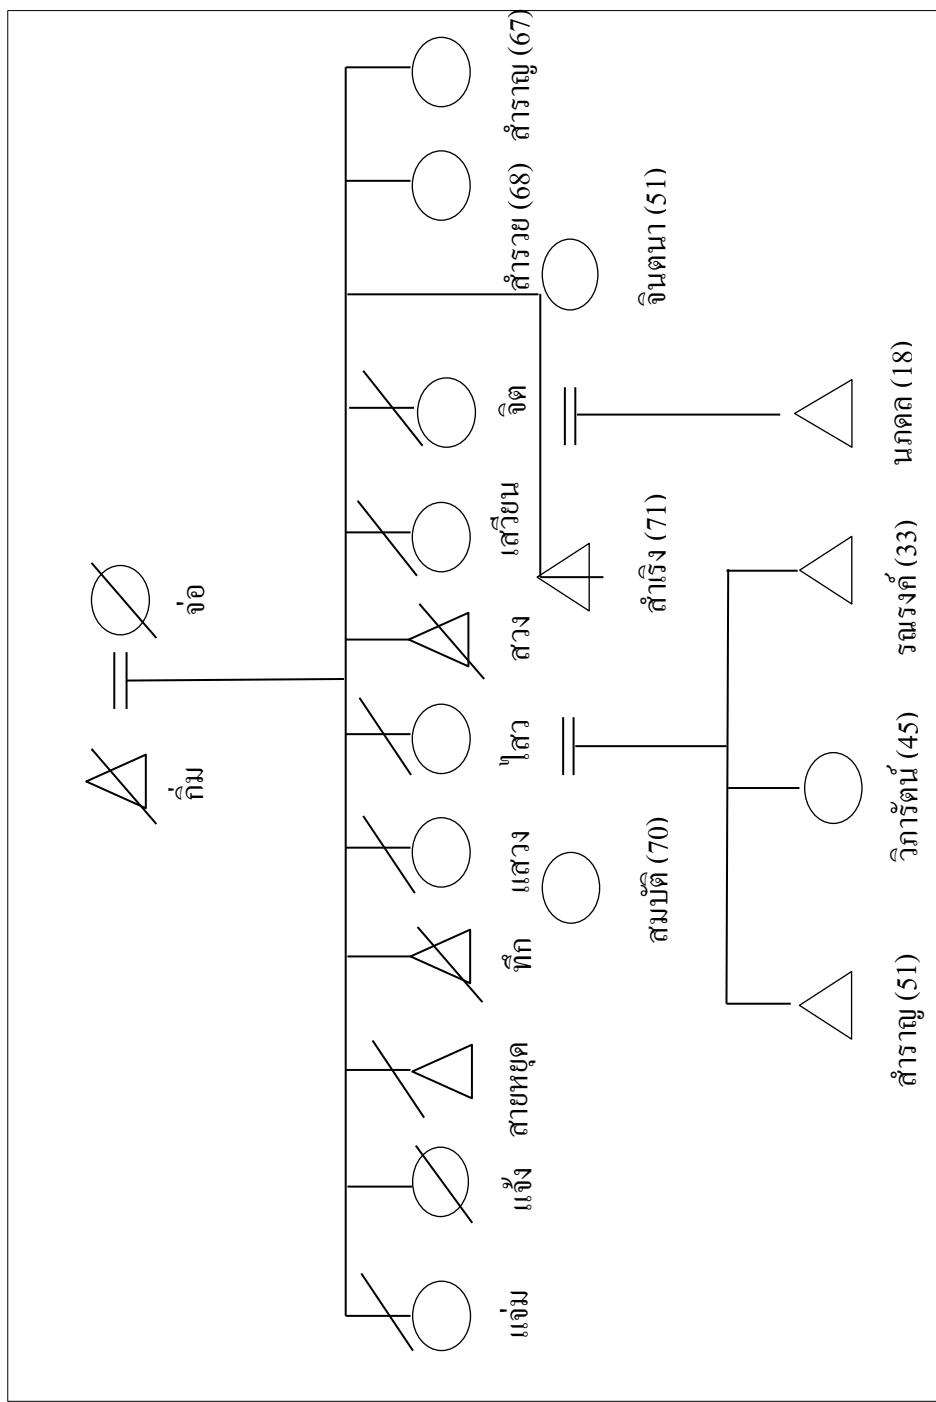 กิ่ม
จ่อ
แจ่ม
แจ้ง
สายหยุด
ทึก
แสวง
ไสว
สวง
เสวียน
จิต
สำรวย (68)
สำราญ (67)
สมบัติ (70)
สำเริง (71)
จินตนา (51)
สำราญ (51)
วิภารัตน์ (45)
รณรงค์ (33)
นภดล (18)